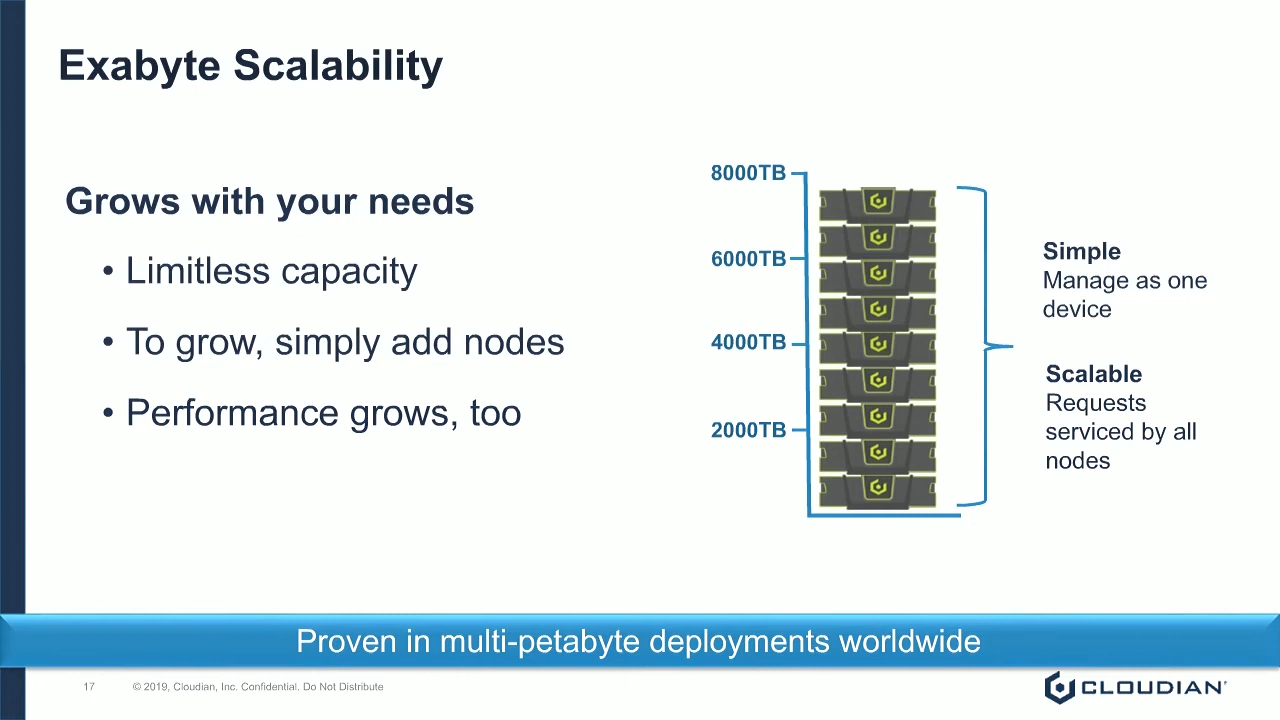 Exabyte Scalability
Grows with your needs
• Limitless capacity
• To grow, simply add nodes
• Performance grows, too
8000TB
6000TB
4000TB
2000TB
Simple
Manage as one
device
Scalable
Requests
serviced by all
nodes
Proven in multi-petabyte deployments worldwide
17
© 2019, Cloudian, Inc. Confidential. Do Not Distribute
CLOUDIAN